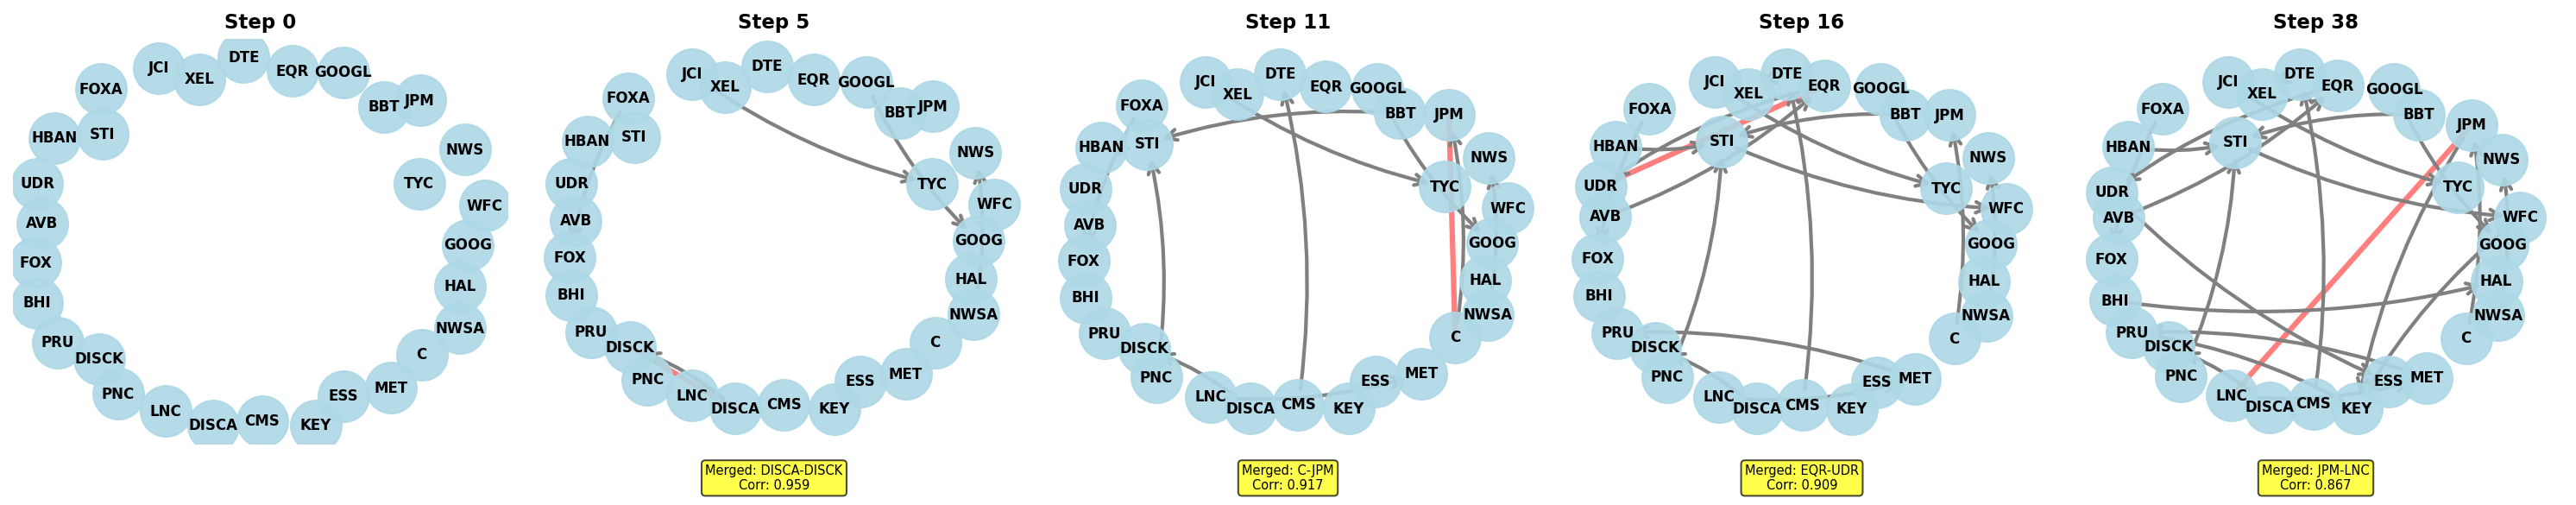 Step 0
JCI
XEL
DTE
EQR
GOOGL
FOXA
BBT
JPM
HBAN
STI
NWS
UDR
TYC
WFC
AVB
GOOG
FOX
HAL
BHI
NWSA
PRU
DISCK
C
PNC
MET
ESS
LNC
DISCA
CMS
KEY
Step 5
JCI
XEL
DTE
EQR
GOOGL
FOXA
BBT
JPM
HBAN
STI
NWS
UDR
TYC
WFC
AVB
GOOG
FOX
HAL
BHI
NWSA
PRU
DISCK
C
PNC
MET
ESS
LNC
DISCA
CMS
KEY
Merged: DISCA-DISCK
Corr: 0.959
Step 11
JCI
XEL
DTE
EQR
GOOGL
FOXA
BBT
JPM
HBAN
STI
NWS
UDR
TYC
WFC
AVB
GOOG
FOX
HAL
BHI
NWSA
PRU
DISCK
C
PNC
MET
ESS
LNC
DISCA
CMS
KEY
Merged: C-JPM
Corr: 0.917
Step 16
JCI
XEL
DTE
EQR
GOOGL
FOXA
BBT
JPM
HBAN
STI
NWS
UDR
TYC
WFC
AVB
GOOG
FOX
HAL
BHI
NWSA
PRU
DISCK
C
PNC
MET
ESS
LNC
DISCA
CMS
KEY
Merged: EQR-UDR
Corr: 0.909
Step 38
JCI
XEL
DTE
EQR
GOOGL
FOXA
BBT
JPM
HBAN
STI
NWS
UDR
TYC
WFC
AVB
GOOG
FOX
HAL
BHI
NWSA
PRU
DISCK
C
PNC
MET
ESS
LNC
DISCA
CMS
KEY
Merged: JPM-LNC
Corr: 0.867